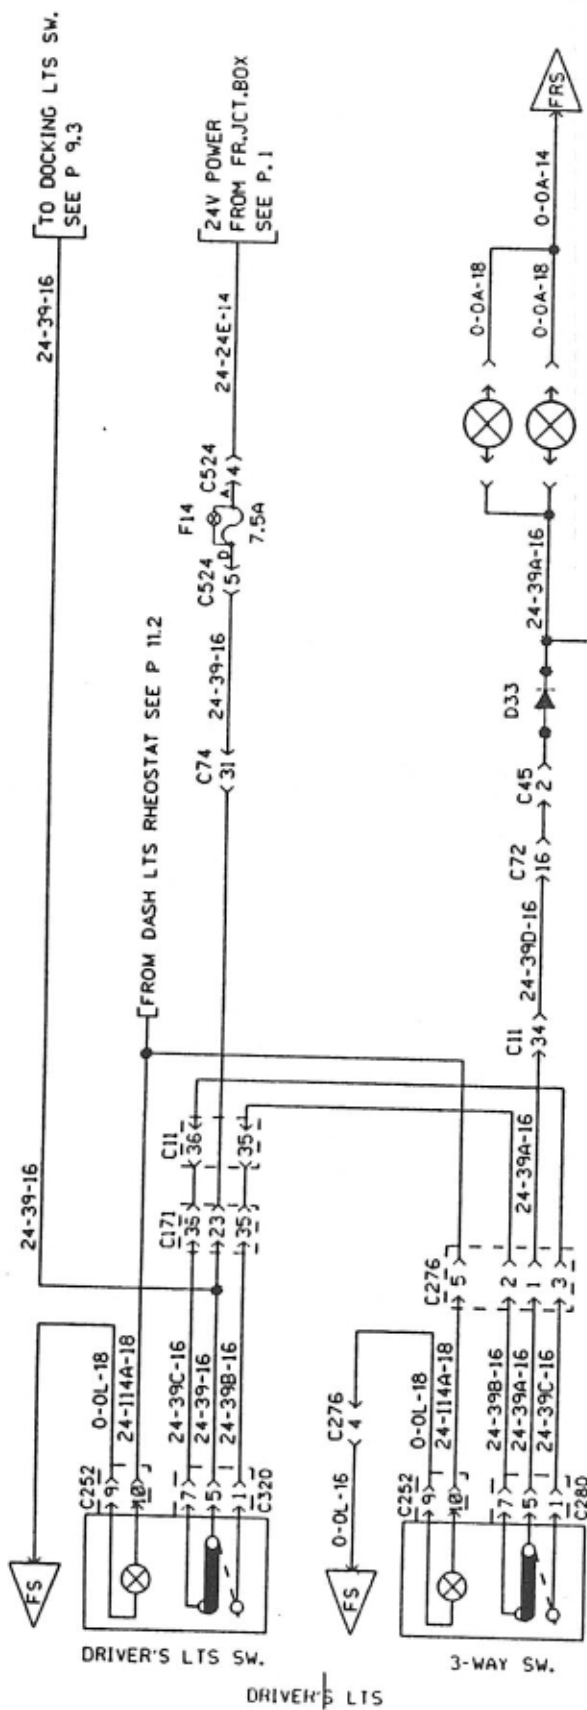 TO DOCKING LTS SW.
SEE P 9.3
24-39-16
24-39-16
24V POWER
FROM FR.JCT.BOX
SEE P.1
24-24E-14
C524
A
4
F14
7.5A
D
C524
5
24-39-16
C74
31
FROM DASH LTS RHEOSTAT SEE P 11.2
C11
36
35
C171
36
23
35
FS
0-0L-18
24-114A-18
24-39C-16
24-39-16
24-39B-16
C252
9
10
7
5
1
C320
DRIVER'S LTS SW.
FRS
0-0A-14
0-0A-18
0-0A-18
24-39A-16
D33
C45
2
C72
16
24-39D-16
C11
34
24-39A-16
C276
5
2
1
3
C276
4
0-0L-16
FS
0-0L-18
24-114A-18
24-39B-16
24-39A-16
24-39C-16
C252
9
10
7
5
1
C280
3-WAY SW.
DRIVER'S LTS